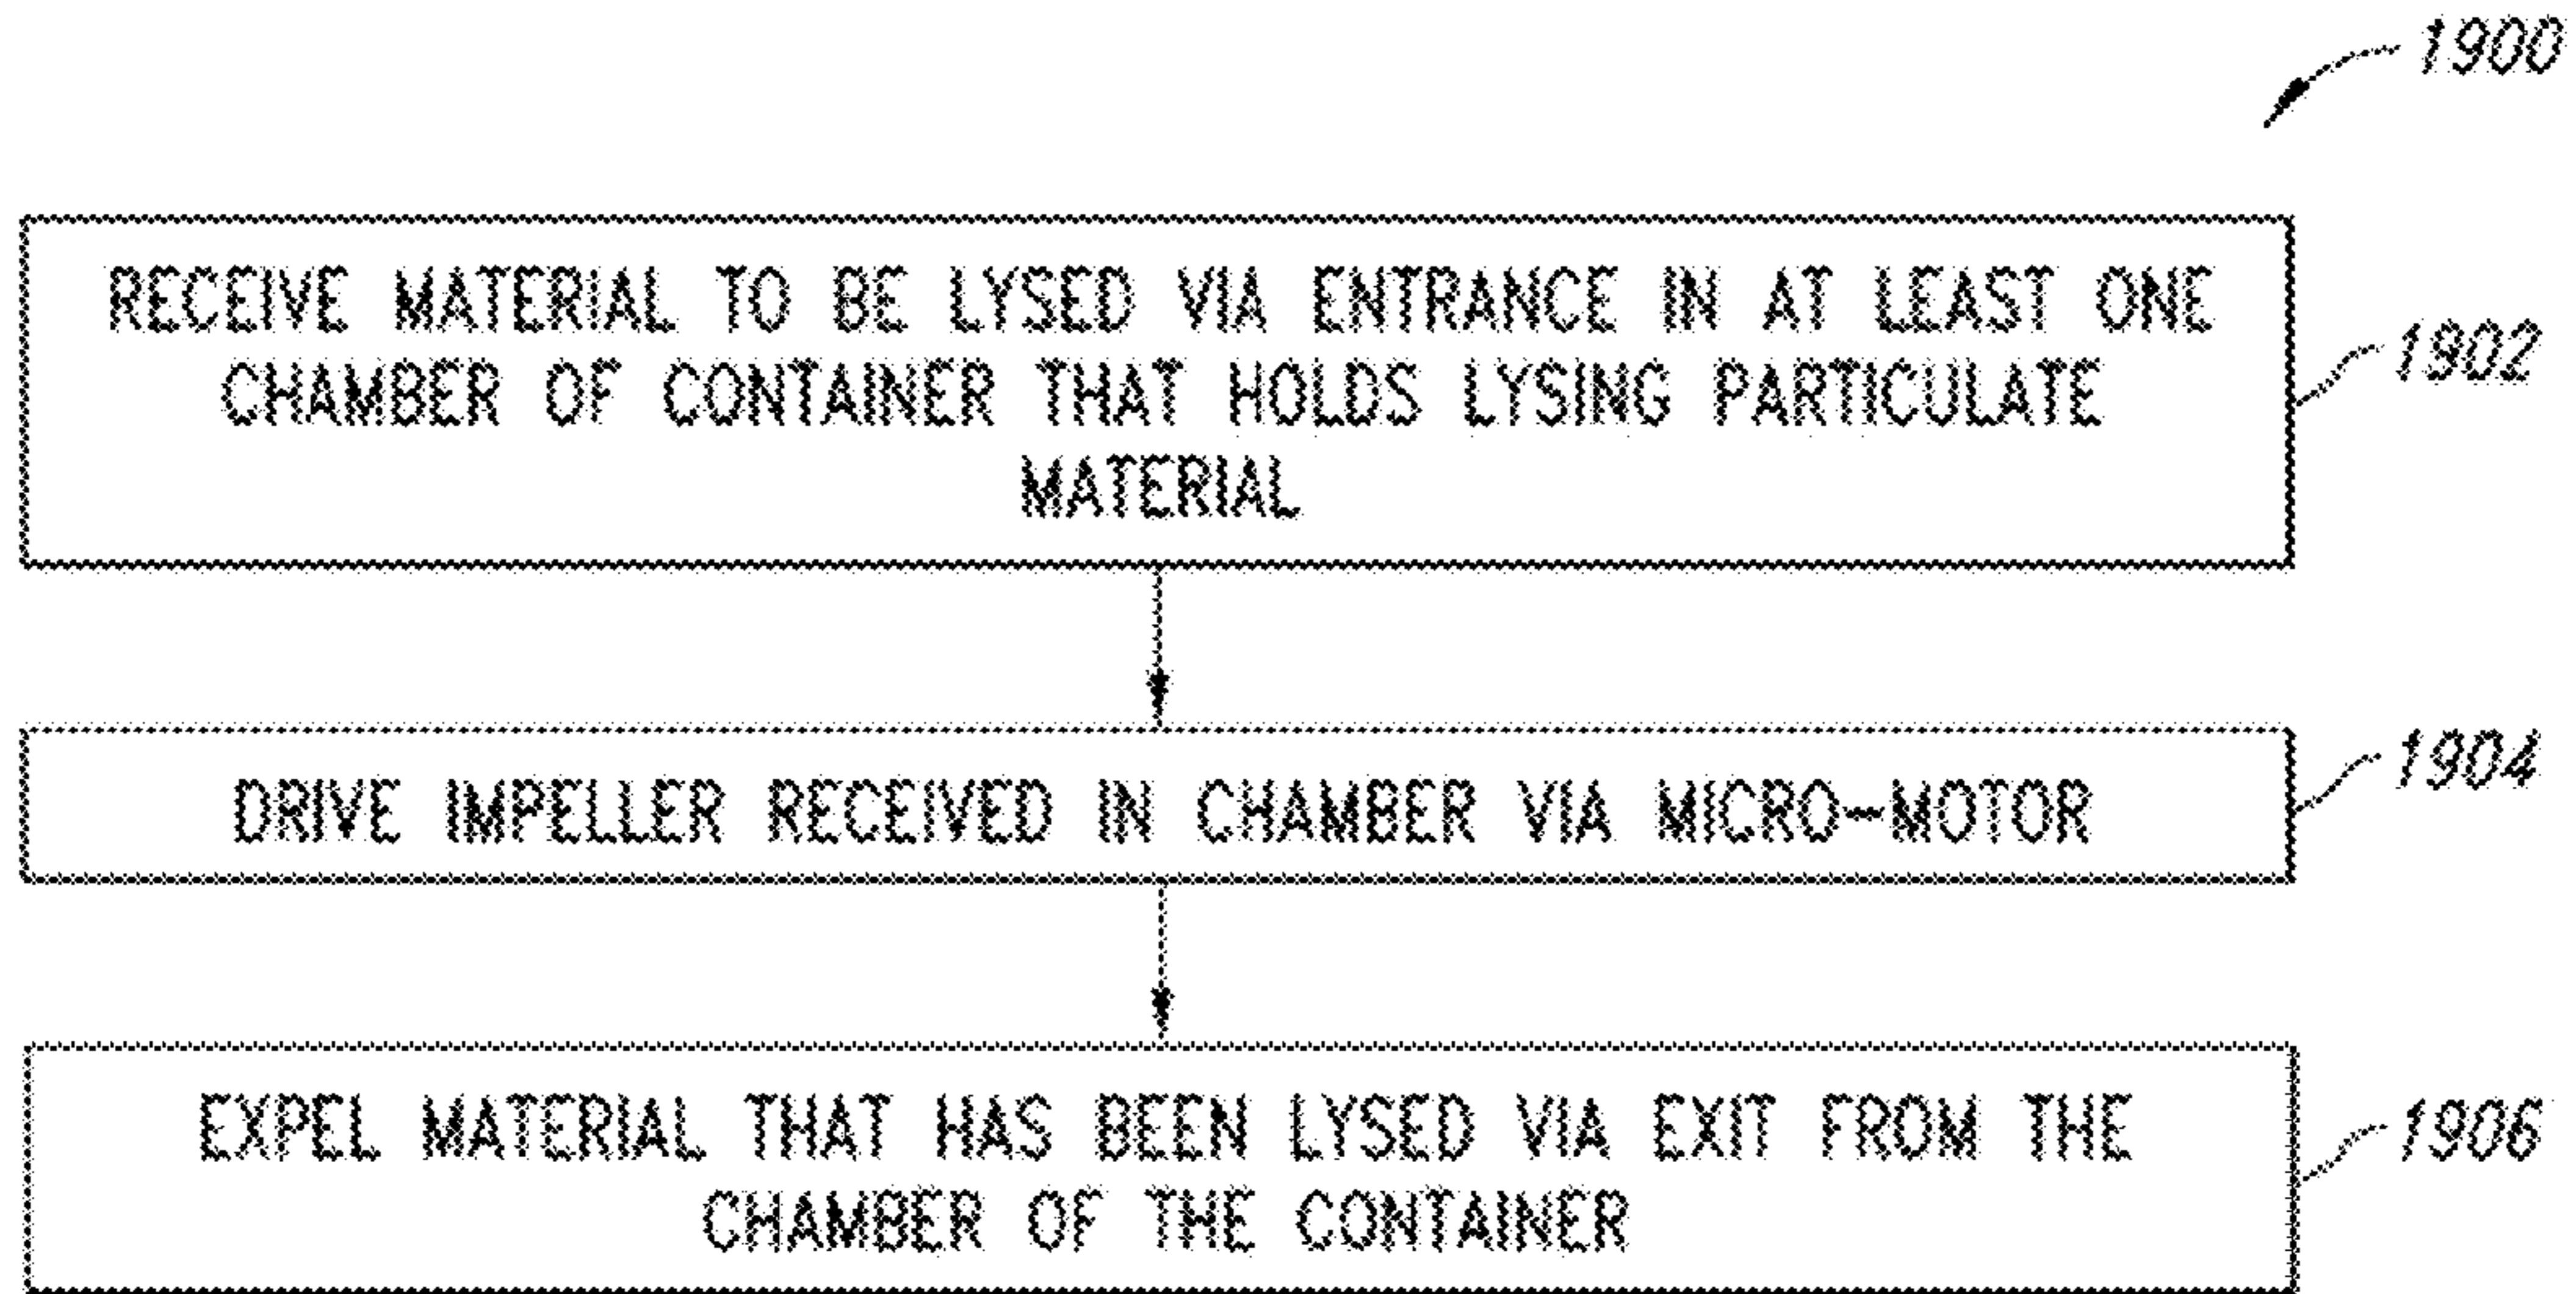 1900
RECEIVE MATERIAL TO BE LYSED VIA ENTRANCE IN AT LEAST ONE
CHAMBER OF CONTAINER THAT HOLDS LYSING PARTICULATE
MATERIAL
1902
DRIVE IMPELLER RECEIVED IN CHAMBER VIA MICRO-MOTOR
1904
EXPEL MATERIAL THAT HAS BEEN LYSED VIA EXIT FROM THE
CHAMBER OF THE CONTAINER
1906